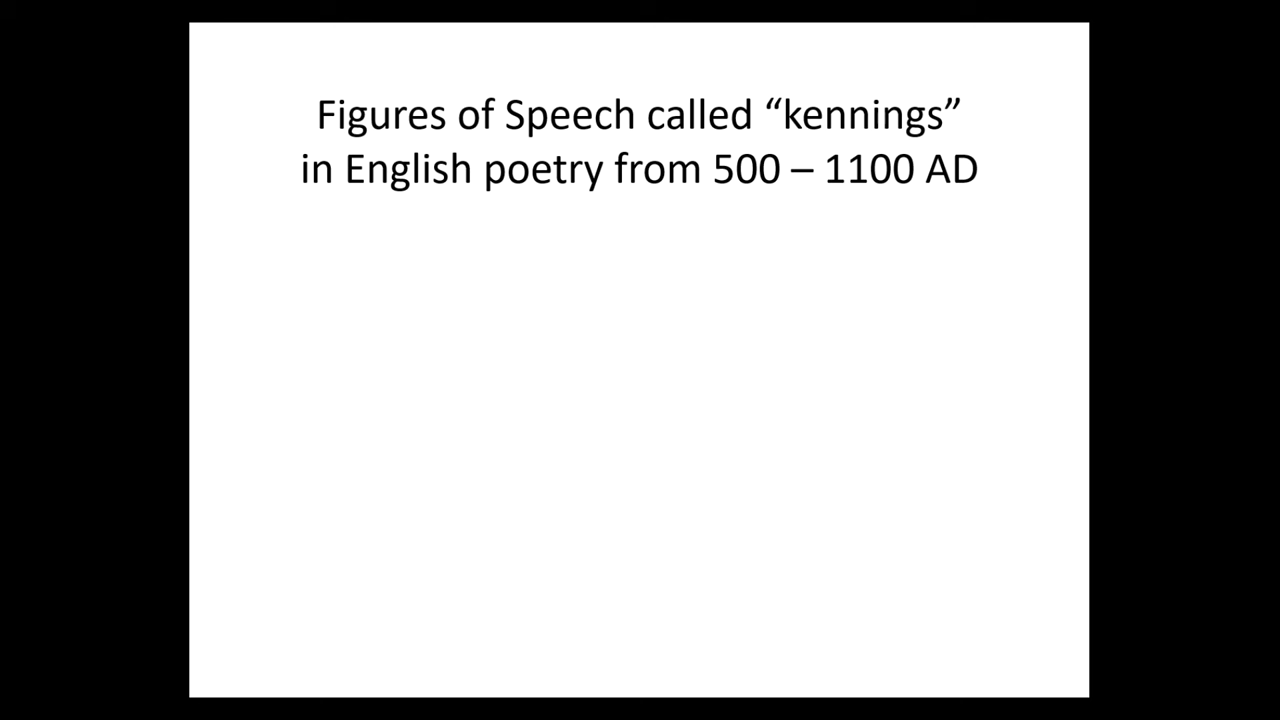 Figures of Speech called “kennings”
in English poetry from 500 – 1100 AD